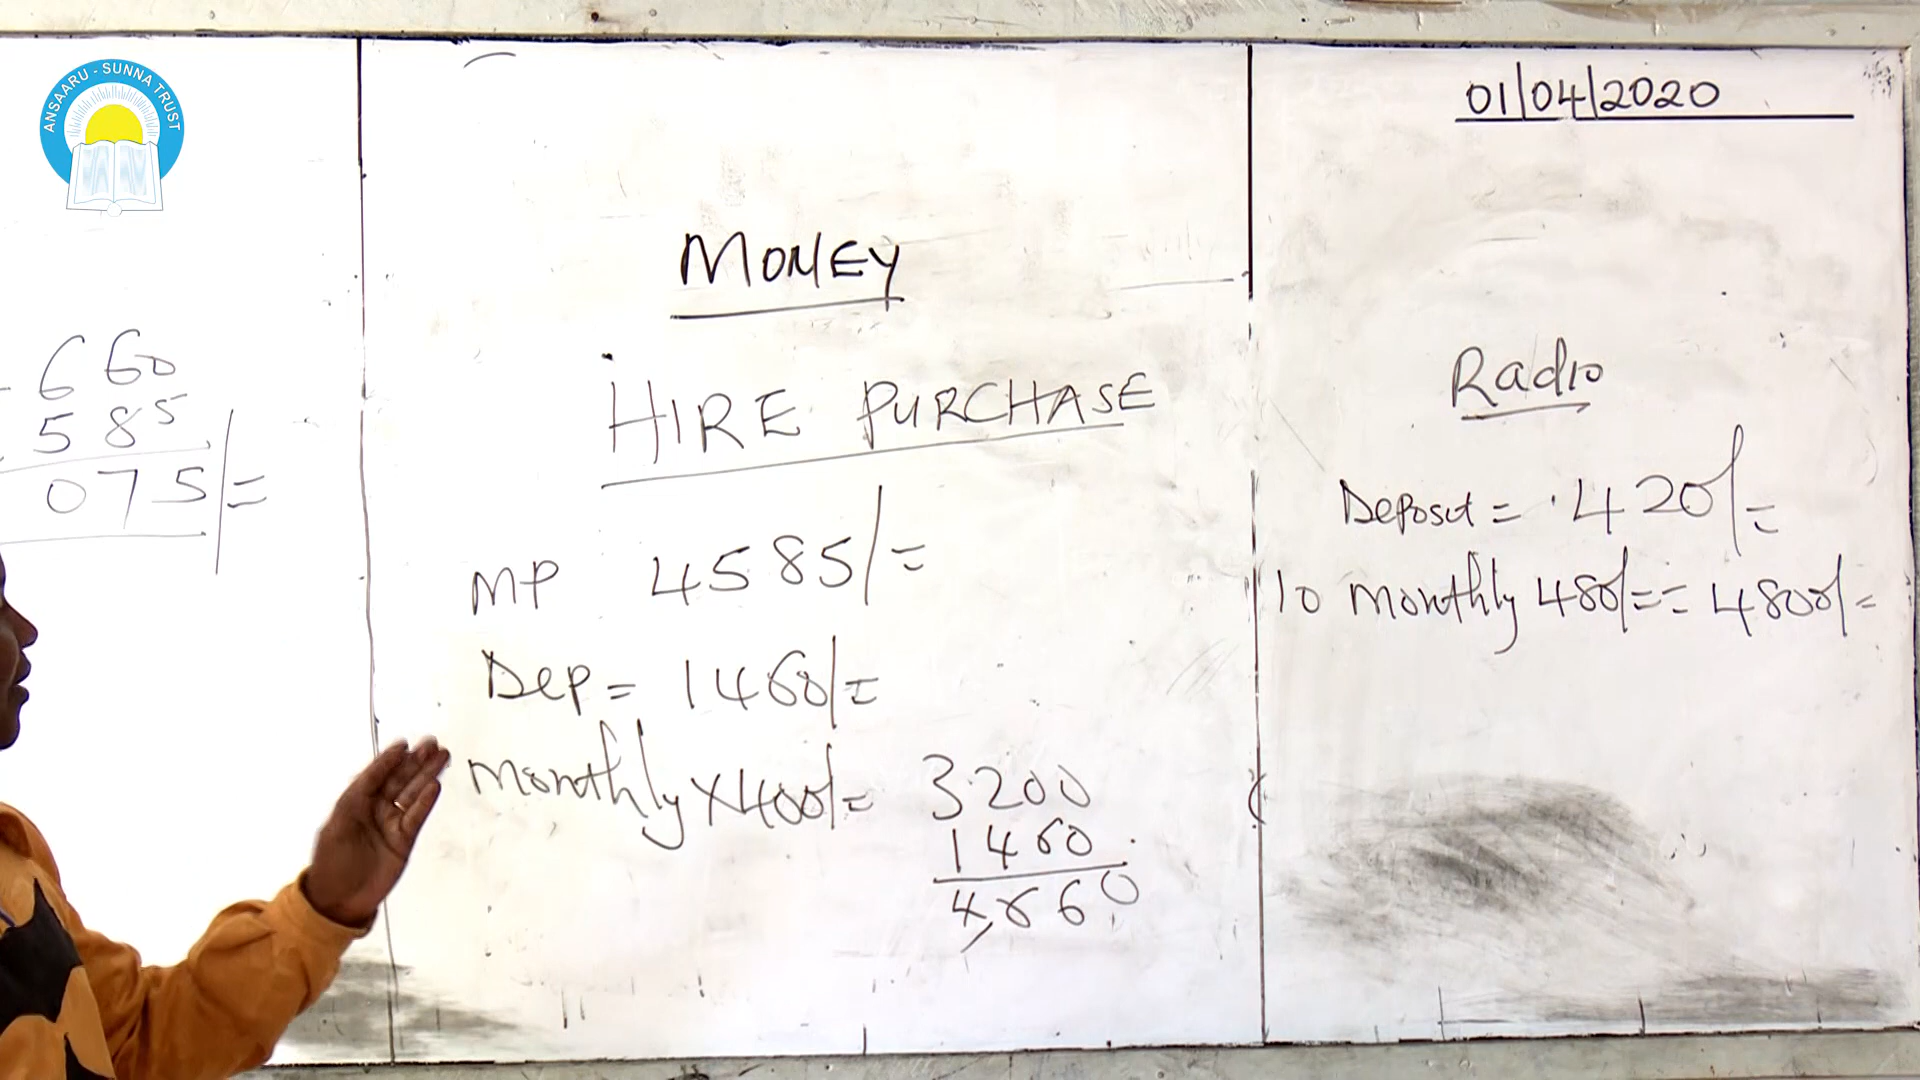 ANSAARU - SUNNA TRUST
660
585
075/=
MONEY
HIRE PURCHASE
MP 4585/=
Dep = 1460/=
Monthly x 400/= 3200
1460
4,660
01/04/2020
Radio
Deposit = 420/=
10 Monthly 480/= = 4800/=